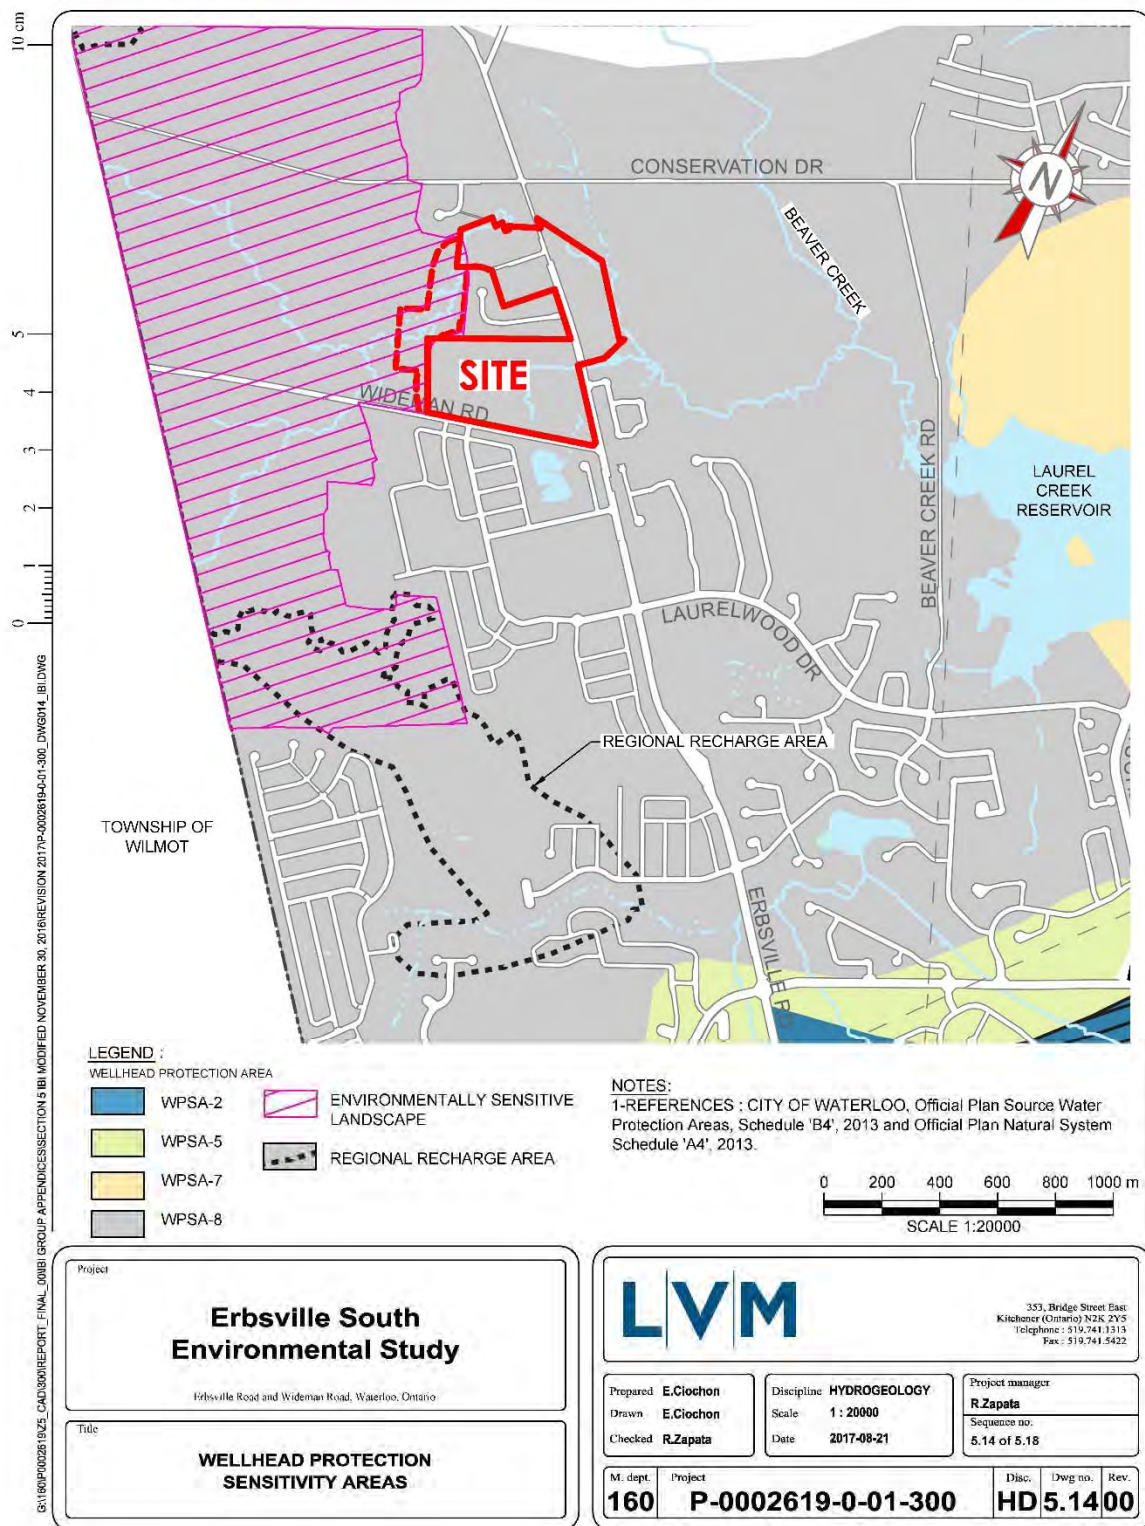 10 cm
5
4
3
2
1
0
CONSERVATION DR
N
BEAVER CREEK
SITE
WIDEMAN RD
BEAVER CREEK RD
LAUREL
CREEK
RESERVOIR
LAURELWOOD DR
REGIONAL RECHARGE AREA
TOWNSHIP OF
WILMOT
ERBSVILLE RD
LEGEND :
WELLHEAD PROTECTION AREA
WPSA-2
WPSA-5
WPSA-7
WPSA-8
ENVIRONMENTALLY SENSITIVE
LANDSCAPE
REGIONAL RECHARGE AREA
NOTES:
1-REFERENCES : CITY OF WATERLOO, Official Plan Source Water
Protection Areas, Schedule 'B4', 2013 and Official Plan Natural System
Schedule 'A4', 2013.
0 200 400 600 800 1000 m
SCALE 1:20000
Project
Erbsville South
Environmental Study
Erbsville Road and Wideman Road, Waterloo, Ontario
Title
WELLHEAD PROTECTION
SENSITIVITY AREAS
LVM
353, Bridge Street East
Kitchener (Ontario) N2K 2Y5
Telephone : 519.741.1313
Fax : 519.741.5422
Prepared E.Ciochon
Drawn E.Ciochon
Checked R.Zapata
Discipline HYDROGEOLOGY
Scale 1 : 20000
Date 2017-08-21
Project manager
R.Zapata
Sequence no.
5.14 of 5.18
M. dept. Project Disc. Dwg no. Rev.
160 P-0002619-0-01-300 HD 5.14 00